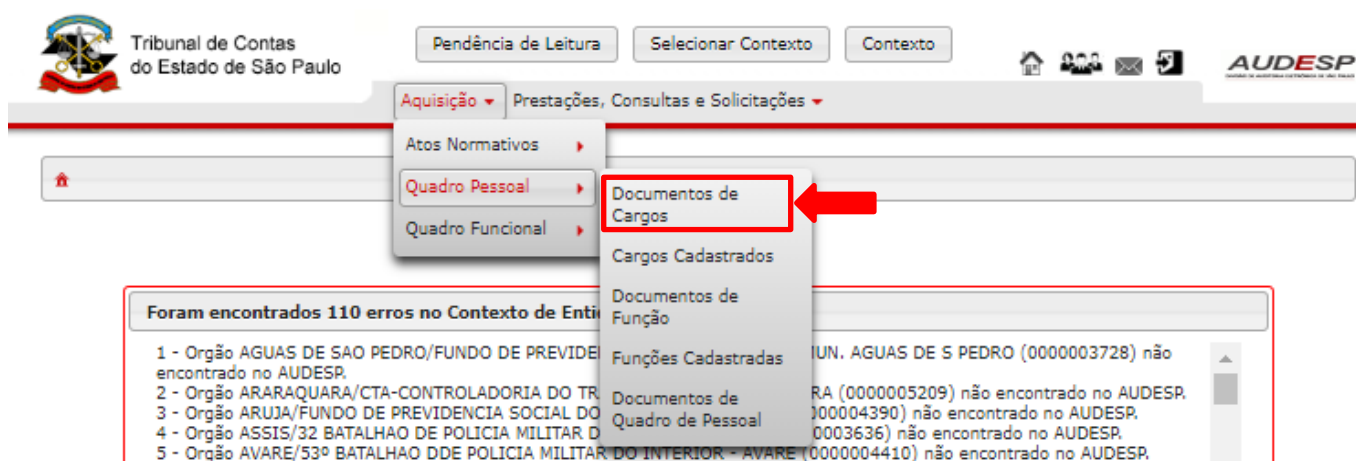 Tribunal de Contas
do Estado de São Paulo
Pendência de Leitura
Selecionar Contexto
Contexto
AUDESP
Aquisição
Prestações, Consultas e Solicitações
Atos Normativos
Quadro Pessoal
Quadro Funcional
Documentos de
Cargos
Cargos Cadastrados
Documentos de
Função
Funções Cadastradas
Documentos de
Quadro de Pessoal
Foram encontrados 110 erros no Contexto de
1 - Orgão AGUAS DE SAO PEDRO/FUNDO DE AGUAS DE S PEDRO (0000003728) não
encontrado no AUDESP.
2 - Orgão ARARAQUARA/CTA-CONTROLADORIA DO (0000005209) não encontrado no AUDESP.
3 - Orgão ARUJA/FUNDO DE PREVIDENCIA SOCIAL DO 000004390) não encontrado no AUDESP.
4 - Orgão ASSIS/32 BATALHAO DE POLICIA MILITAR 0003636) não encontrado no AUDESP.
5 - Orgão AVARE/53º BATALHAO DDE POLICIA MILITAR DO INTERIOR - AVARE (0000004410) não encontrado no AUDESP.